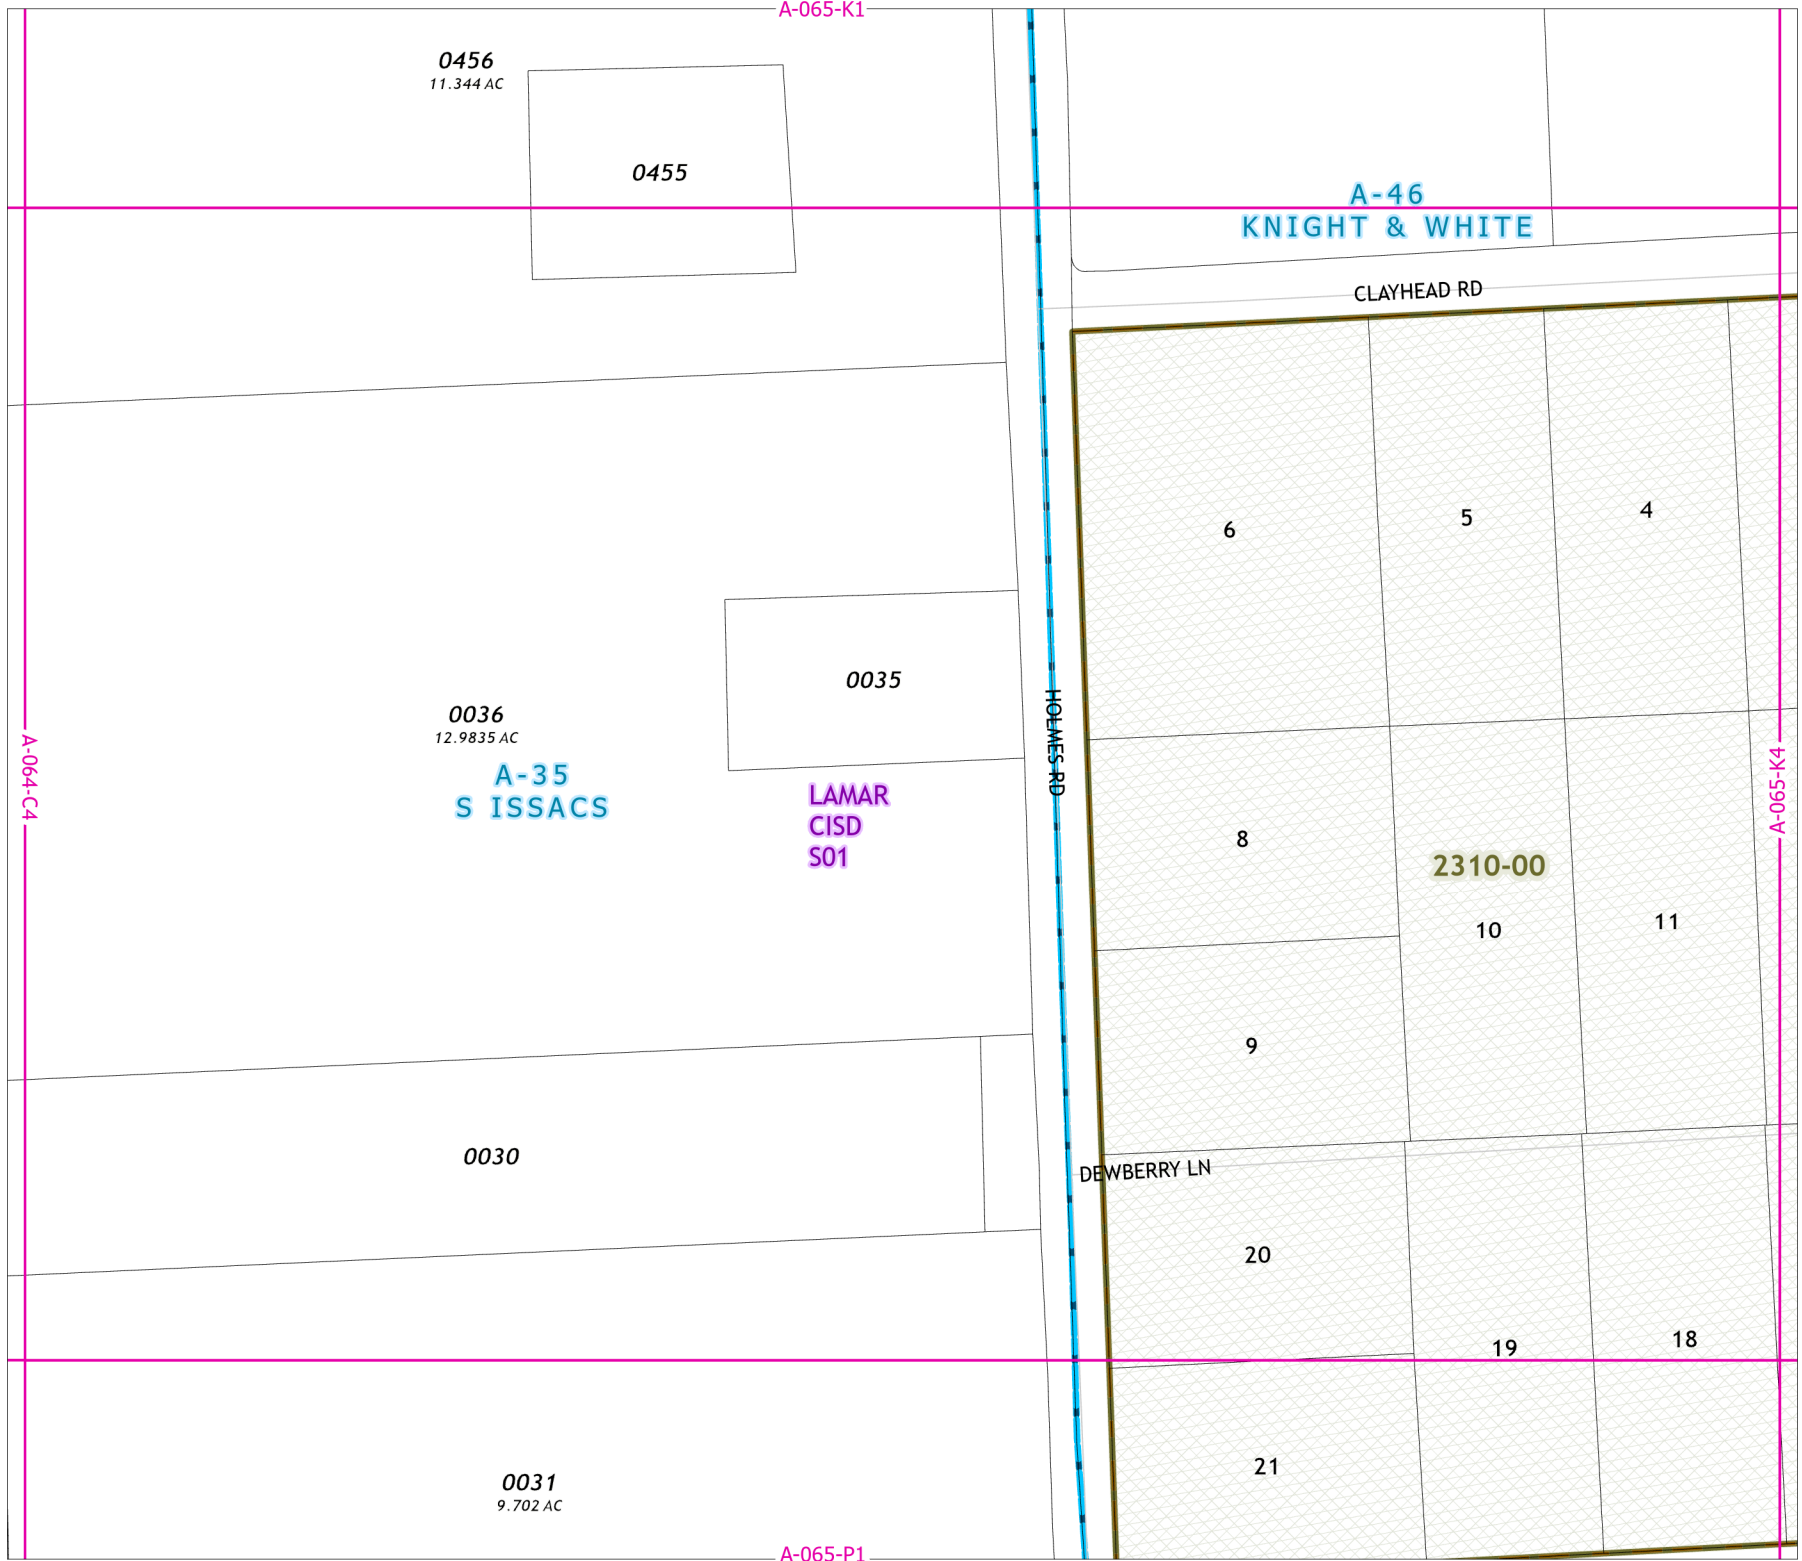 A-065-K1
0456
11.344 AC
0455
A-46
KNIGHT & WHITE
CLAYHEAD RD
6
5
4
0035
0036
12.9835 AC
HOLMES RD
A-064-C4
A-065-K4
A-35
S ISSACS
LAMAR
CISD
S01
8
2310-00
10
11
9
0030
DEWBERRY LN
20
19
18
21
0031
9.702 AC
A-065-P1